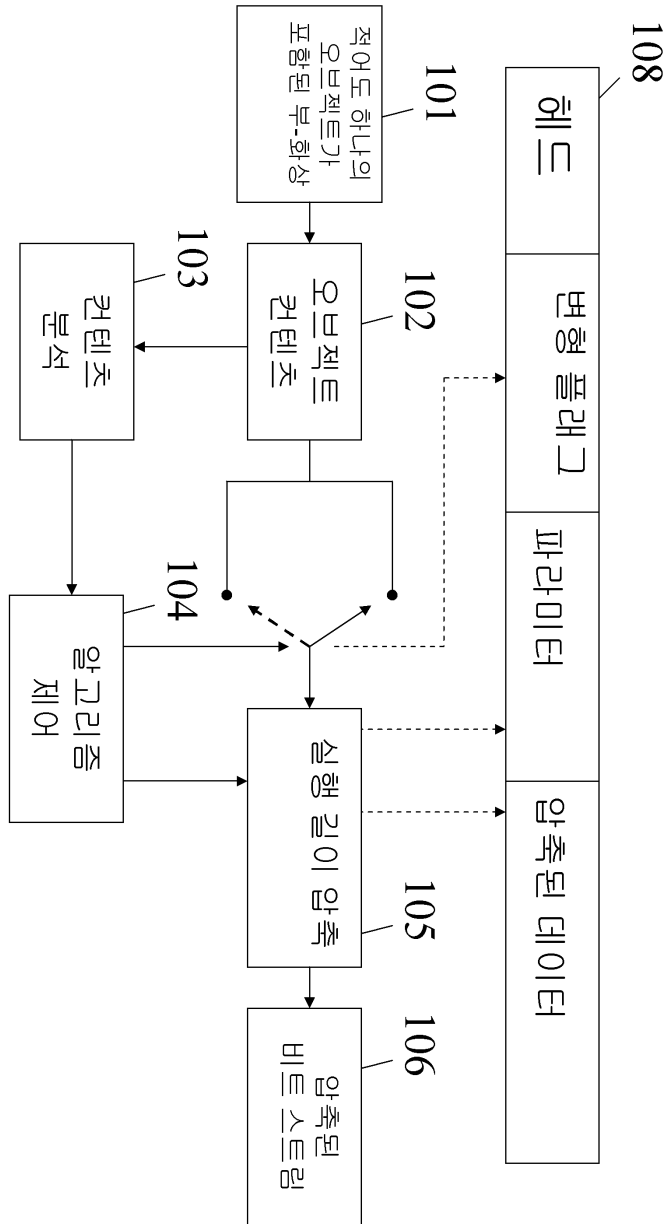 108
헤드
변형 플래그
파라미터
압축된 데이터
101
적어도 하나의
오브젝트가
포함된 부-화상
102
오브젝트
컨텐츠
103
컨텐츠
분석
104
알고리즘
제어
105
실행 길이 압축
106
압축된
비트 스트림